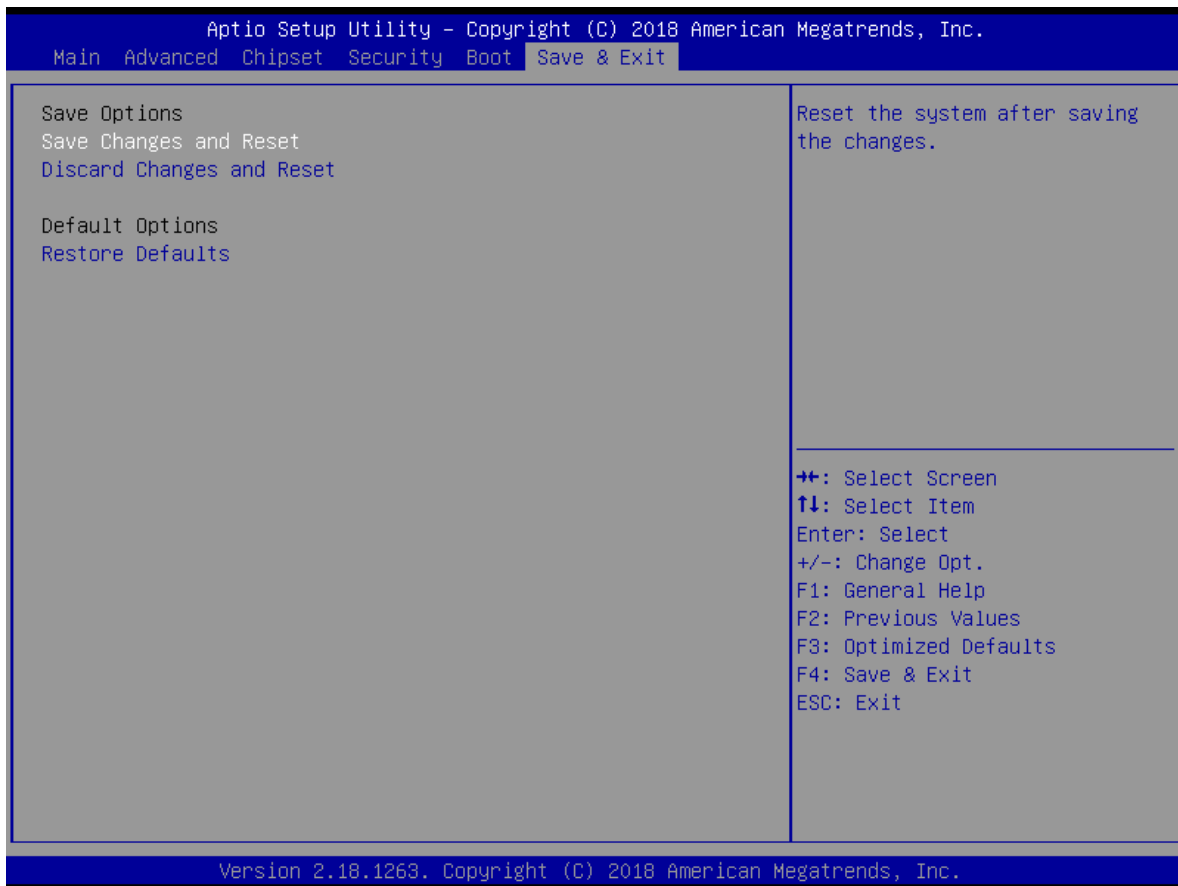 Aptio Setup Utility – Copyright (C) 2018 American Megatrends, Inc.
Main Advanced Chipset Security Boot Save & Exit
Save Options
Save Changes and Reset
Discard Changes and Reset
Default Options
Restore Defaults
Reset the system after saving
the changes.
→←: Select Screen
↑↓: Select Item
Enter: Select
+/-: Change Opt.
F1: General Help
F2: Previous Values
F3: Optimized Defaults
F4: Save & Exit
ESC: Exit
Version 2.18.1263. Copyright (C) 2018 American Megatrends, Inc.